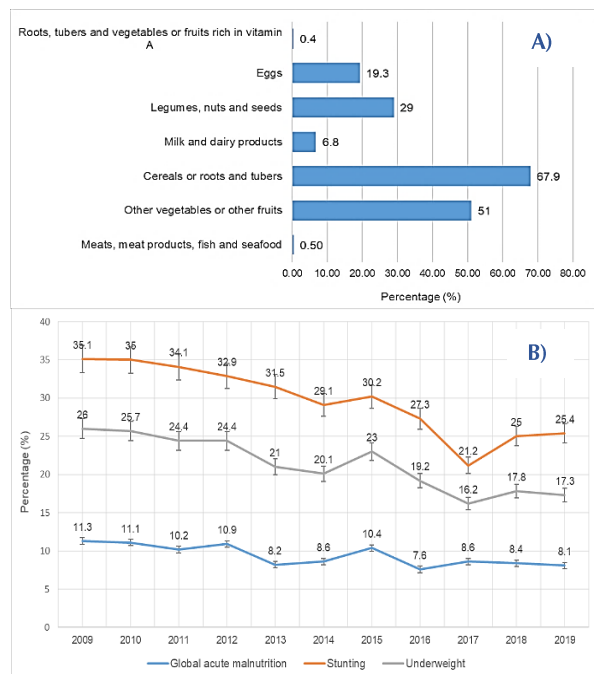 A)
Roots, tubers and vegetables or fruits rich in vitamin
A
0.4
Eggs
19.3
Legumes, nuts and seeds
29
Milk and dairy products
6.8
Cereals or roots and tubers
67.9
Other vegetables or other fruits
51
Meats, meat products, fish and seafood
0.50
0.00 10.00 20.00 30.00 40.00 50.00 60.00 70.00 80.00
Percentage (%)
B)
Percentage (%)
40
35
30
25
20
15
10
5
0
35.1 35 34.1 32.9 31.5 29.1 30.2 27.3 21.2 25 25.4
26 25.7 24.4 24.4 21 20.1 23 19.2 16.2 17.8 17.3
11.3 11.1 10.2 10.9 8.2 8.6 10.4 7.6 8.6 8.4 8.1
2009 2010 2011 2012 2013 2014 2015 2016 2017 2018 2019
Global acute malnutrition Stunting Underweight